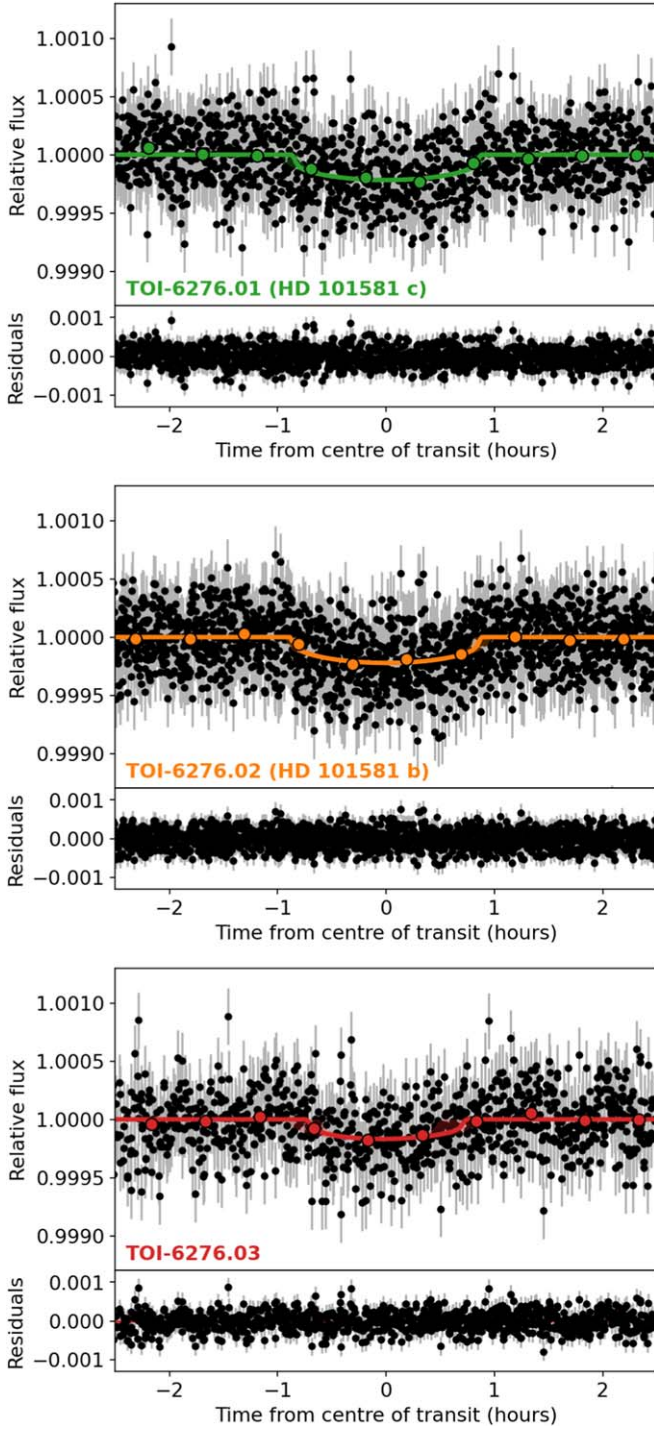 1.0010
1.0005
1.0000
0.9995
0.9990
Relative flux
TOI-6276.01 (HD 101581 c)
0.001
0.000
−0.001
Residuals
−2 −1 0 1 2
Time from centre of transit (hours)
1.0010
1.0005
1.0000
0.9995
0.9990
Relative flux
TOI-6276.02 (HD 101581 b)
0.001
0.000
−0.001
Residuals
−2 −1 0 1 2
Time from centre of transit (hours)
1.0010
1.0005
1.0000
0.9995
0.9990
Relative flux
TOI-6276.03
0.001
0.000
−0.001
Residuals
−2 −1 0 1 2
Time from centre of transit (hours)